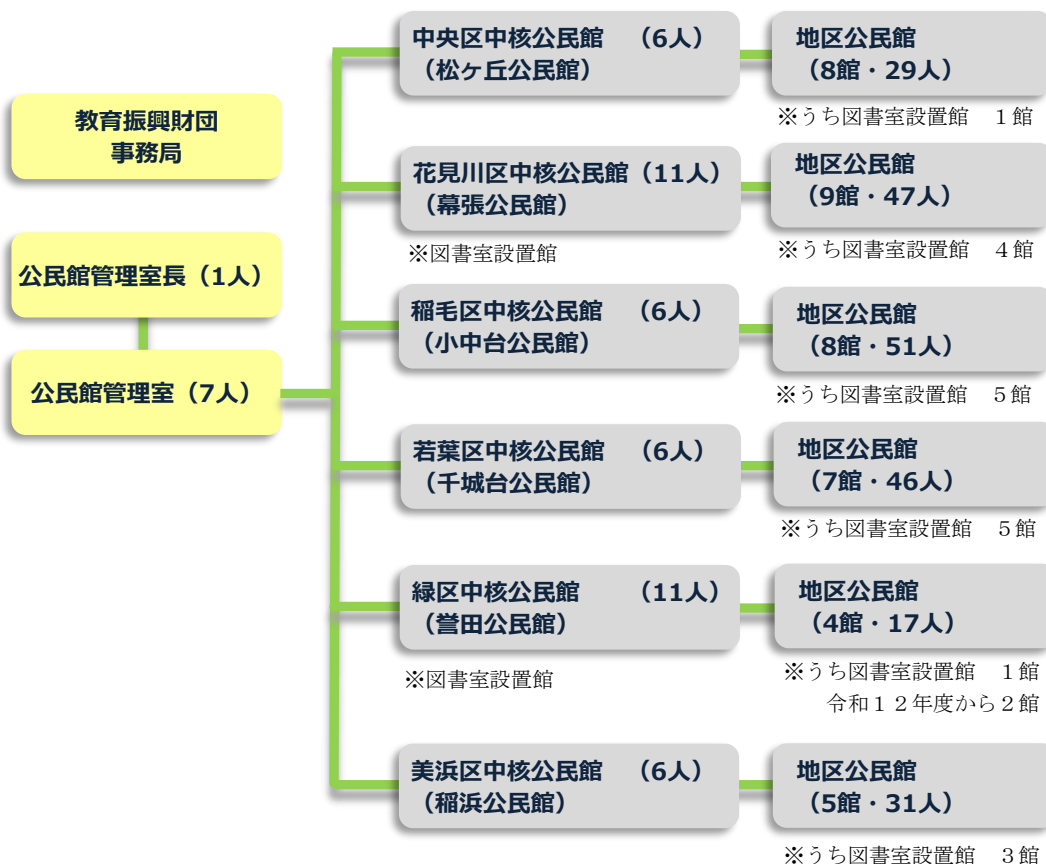 教育振興財団
事務局
公民館管理室長（1人）
公民館管理室（7人）
中央区中核公民館　（6人）
（松ヶ丘公民館）
地区公民館
（8館・29人）
※うち図書室設置館　１館
花見川区中核公民館（11人）
（幕張公民館）
※図書室設置館
地区公民館
（9館・47人）
※うち図書室設置館　４館
稲毛区中核公民館　（6人）
（小中台公民館）
地区公民館
（8館・51人）
※うち図書室設置館　５館
若葉区中核公民館　（6人）
（千城台公民館）
地区公民館
（7館・46人）
※うち図書室設置館　５館
緑区中核公民館　（11人）
（誉田公民館）
※図書室設置館
地区公民館
（4館・17人）
※うち図書室設置館　１館
令和１２年度から２館
美浜区中核公民館　（6人）
（稲浜公民館）
地区公民館
（5館・31人）
※うち図書室設置館　３館